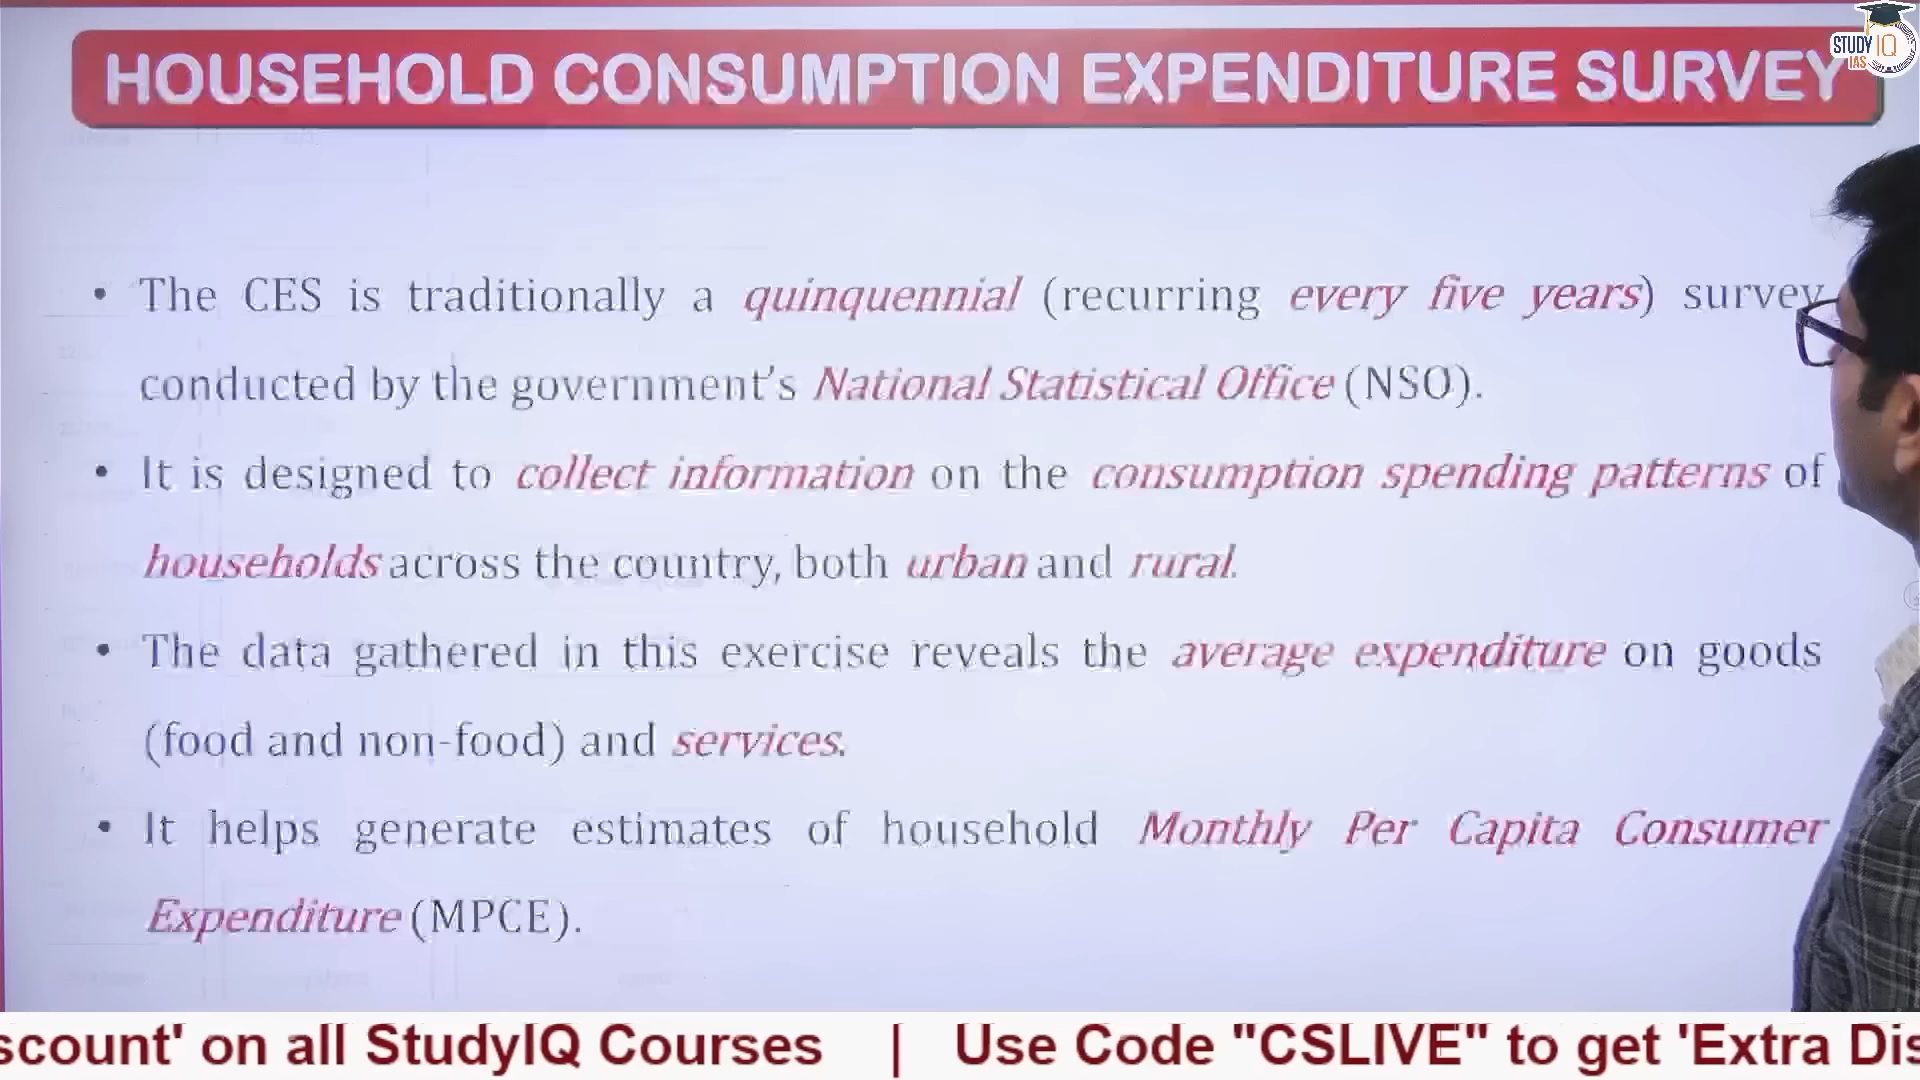 HOUSEHOLD CONSUMPTION EXPENDITURE SURVEY
STUDY IQ
IAS
• The CES is traditionally a quinquennial (recurring every five years) survey
conducted by the government's National Statistical Office (NSO).
• It is designed to collect information on the consumption spending patterns of
households across the country, both urban and rural.
• The data gathered in this exercise reveals the average expenditure on goods
(food and non-food) and services.
• It helps generate estimates of household Monthly Per Capita Consumer
Expenditure (MPCE).
scount' on all StudyIQ Courses | Use Code "CSLIVE" to get 'Extra Dis